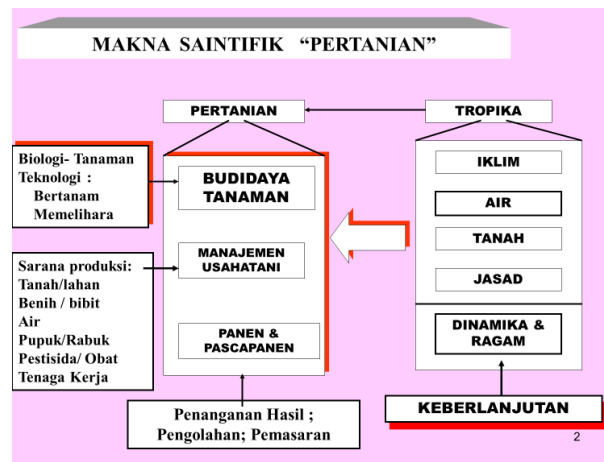 MAKNA SAINTIFIK “PERTANIAN”
PERTANIAN
TROPIKA
Biologi- Tanaman
Teknologi :
Bertanam
Memelihara
BUDIDAYA
TANAMAN
MANAJEMEN
USAHATANI
PANEN &
PASCAPANEN
Sarana produksi:
Tanah/lahan
Benih / bibit
Air
Pupuk/Rabuk
Pestisida/ Obat
Tenaga Kerja
Penanganan Hasil ;
Pengolahan; Pemasaran
IKLIM
AIR
TANAH
JASAD
DINAMIKA &
RAGAM
KEBERLANJUTAN
2